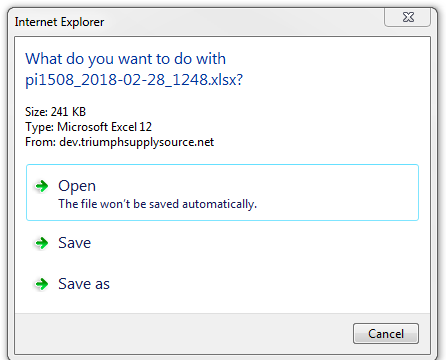 Internet Explorer
What do you want to do with
pi1508_2018-02-28_1248.xlsx?
Size: 241 KB
Type: Microsoft Excel 12
From: dev.triumphsupplysource.net
Open
The file won't be saved automatically.
Save
Save as
Cancel